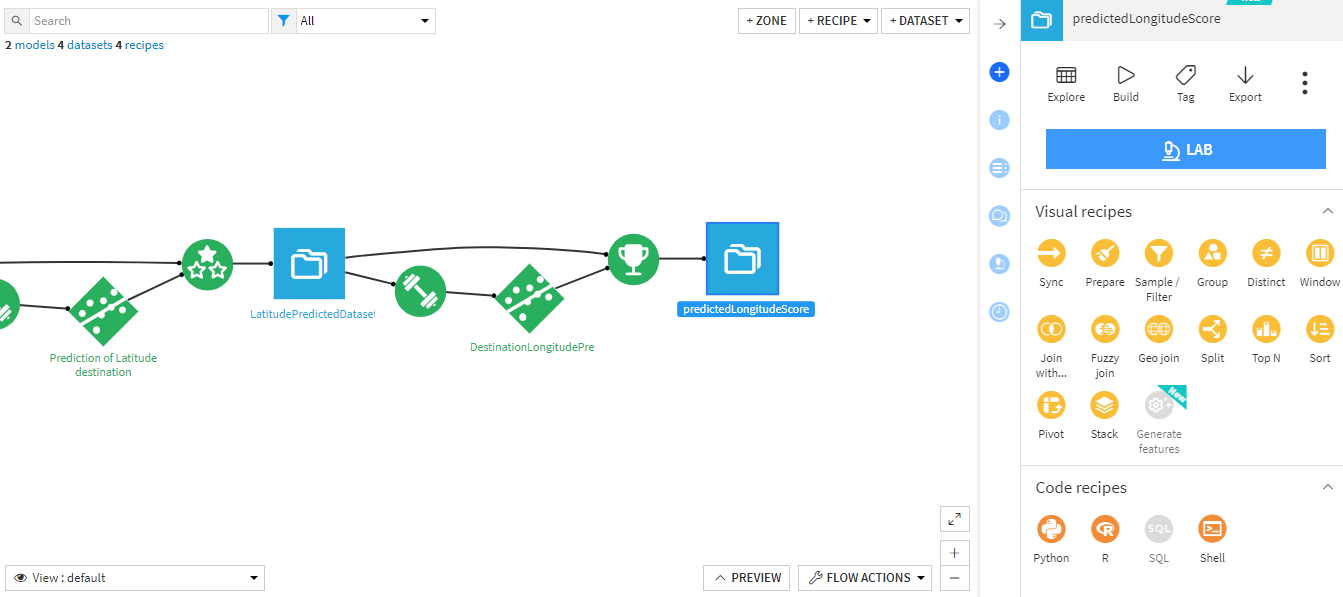 Search
All
+ ZONE
+ RECIPE
+ DATASET
2 models 4 datasets 4 recipes
Prediction of Latitude
destination
LatitudePredictedDataset
DestinationLongitudePre
predictedLongitudeScore
View : default
PREVIEW
FLOW ACTIONS
predictedLongitudeScore
Explore
Build
Tag
Export
LAB
Visual recipes
Sync
Prepare
Sample /
Filter
Group
Distinct
Window
Join
with...
Fuzzy
join
Geo join
Split
Top N
Sort
New
Pivot
Stack
Generate
features
Code recipes
SQL
Python
R
SQL
Shell